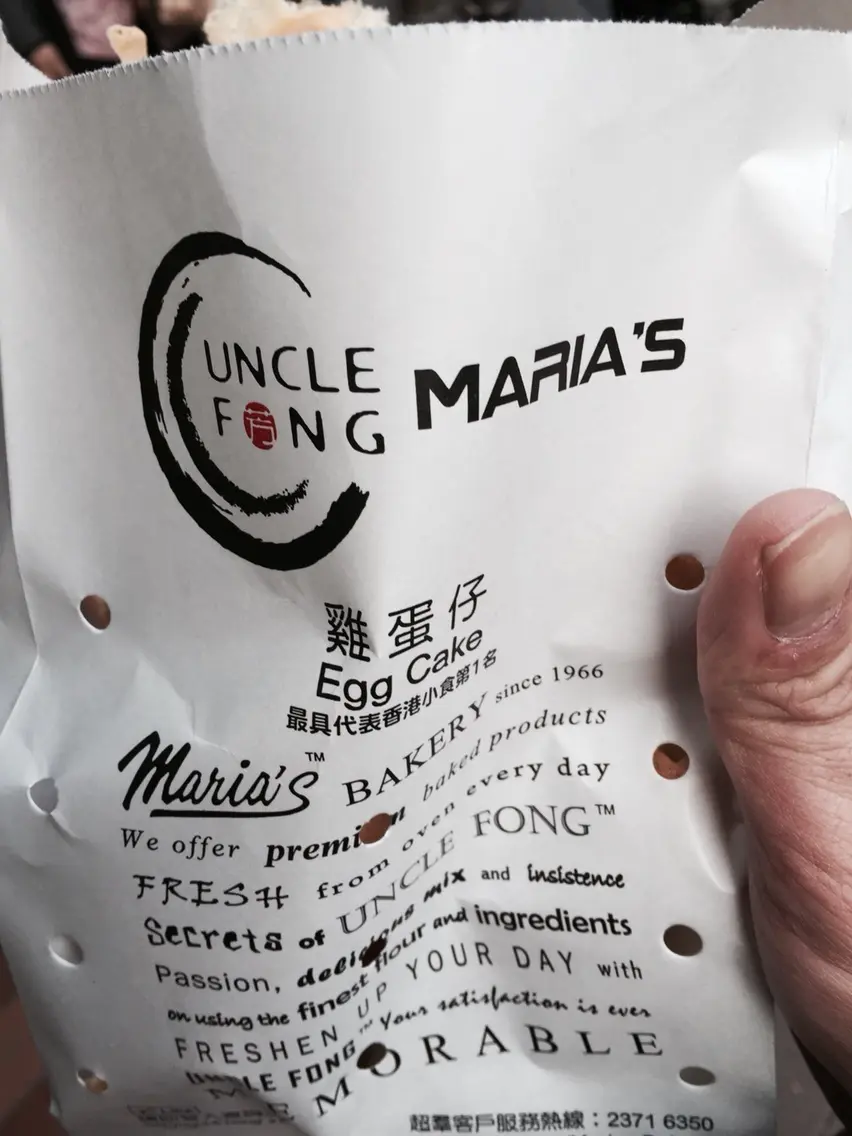 UNCLE
FONG
MARIA'S
雞蛋仔
Egg Cake
最具代表香港小食第1名
Maria's™ BAKERY since 1966
We offer premium baked products
FRESH from oven every day
Secrets of UNCLE FONG™
Passion, delicious mix and insistence
on using the finest flour and ingredients
FRESHEN UP YOUR DAY with
UNCLE FONG™ Your satisfaction is ever
MEMORABLE
超羣客戶服務熱線：2371 6350